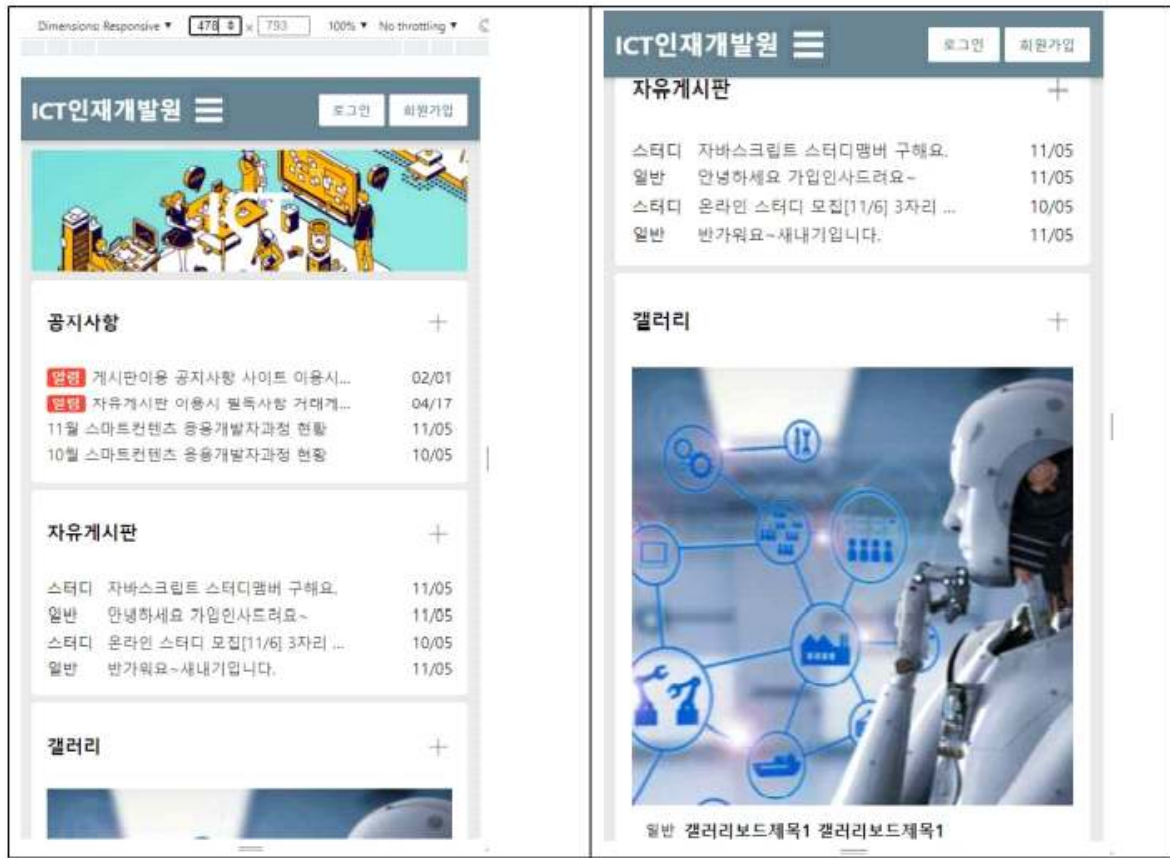 Dimensions: Responsive ▼ 478 x 793 100% ▼ No throttling ▼
ICT인재개발원 로그인 회원가입
ICT
공지사항 +
알림 게시판이용 공지사항 사이트 이용시... 02/01
알림 자유게시판 이용시 필독사항 거래게... 04/17
11월 스마트컨텐츠 응용개발자과정 현황 11/05
10월 스마트컨텐츠 응용개발자과정 현황 10/05
자유게시판 +
스터디 자바스크립트 스터디맴버 구해요. 11/05
일반 안녕하세요 가입인사드려요~ 11/05
스터디 온라인 스터디 모집[11/6] 3자리 ... 10/05
일반 반가워요~새내기입니다. 11/05
갤러리 +
ICT인재개발원 로그인 회원가입
자유게시판 +
스터디 자바스크립트 스터디맴버 구해요. 11/05
일반 안녕하세요 가입인사드려요~ 11/05
스터디 온라인 스터디 모집[11/6] 3자리 ... 10/05
일반 반가워요~새내기입니다. 11/05
갤러리 +
일반 갤러리보드제목1 갤러리보드제목1